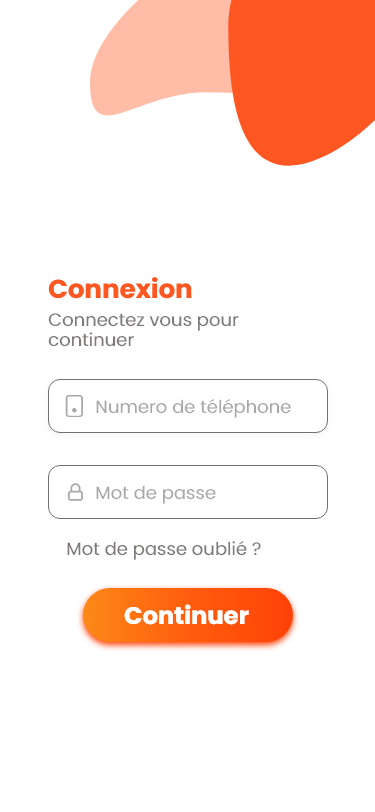 Connexion
Connectez vous pour
continuer
Numero de téléphone
Mot de passe
Mot de passe oublié ?
Continuer